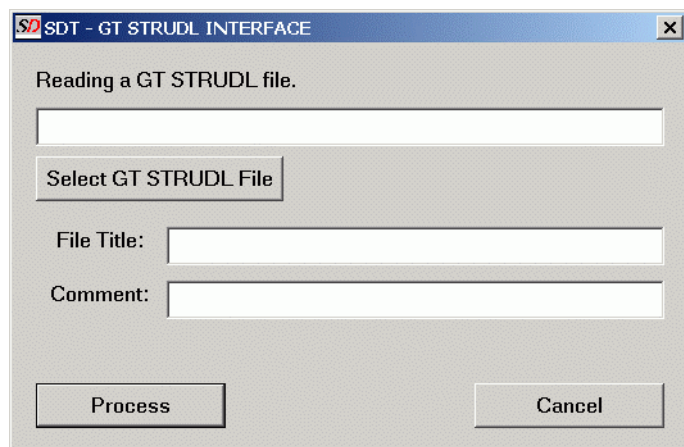 SD SDT - GT STRUDL INTERFACE
Reading a GT STRUDL file.
Select GT STRUDL File
File Title:
Comment:
Process Cancel